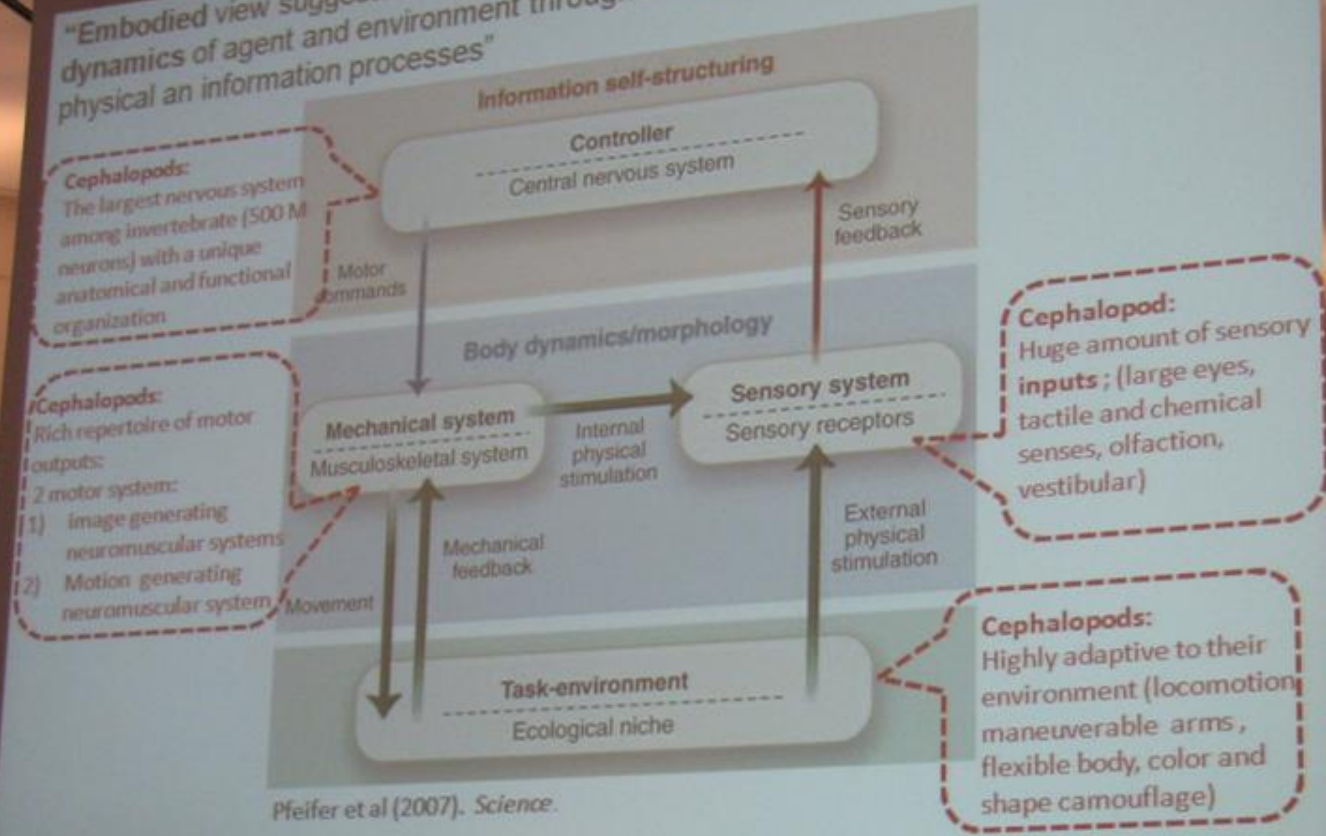 “Embodied view
dynamics of agent and environment
physical an information processes”
Information self-structuring
Controller
Central nervous system
Cephalopods:
The largest nervous system
among invertebrate (500 M
neurons) with a unique
anatomical and functional
organization
Motor
commands
Sensory
feedback
Body dynamics/morphology
Cephalopods:
Rich repertoire of motor
outputs:
2 motor system:
1) image generating
neuromuscular systems
2) Motion generating
neuromuscular system
Mechanical system
Musculoskeletal system
Internal
physical
stimulation
Sensory system
Sensory receptors
Cephalopod:
Huge amount of sensory
inputs ; (large eyes,
tactile and chemical
senses, olfaction,
vestibular)
Mechanical
feedback
External
physical
stimulation
Movement
Task-environment
Ecological niche
Cephalopods:
Highly adaptive to their
environment (locomotion
maneuverable arms ,
flexible body, color and
shape camouflage)
Pfeifer et al (2007). Science.